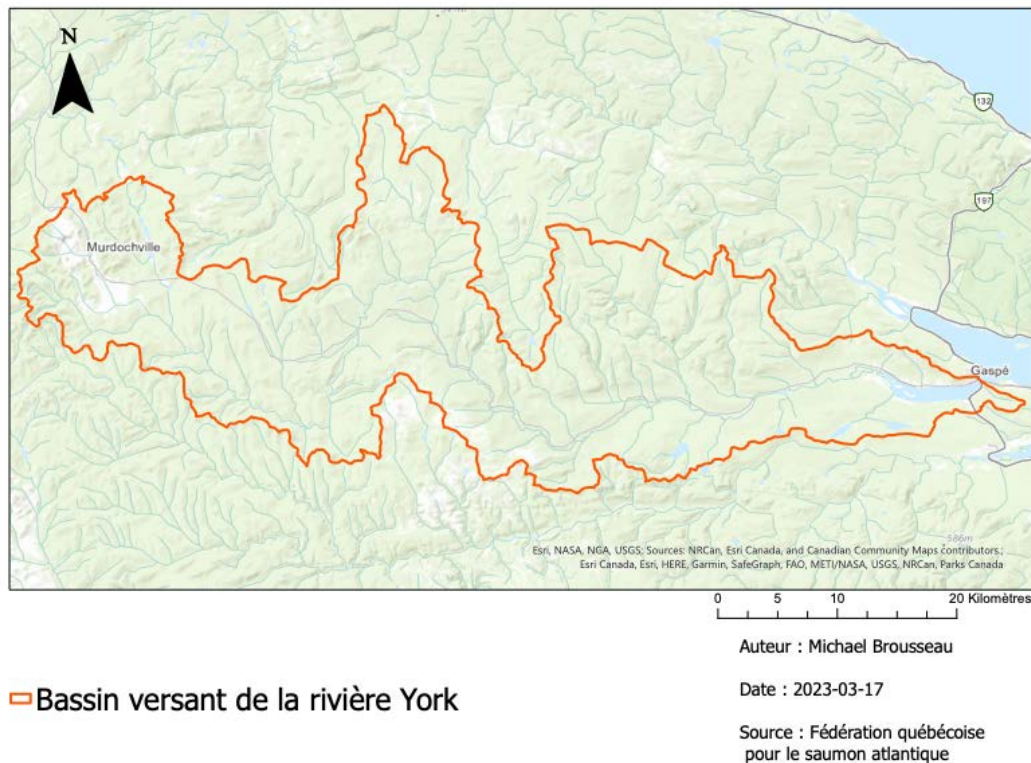 N
132
197
Murdochville
Gaspé
586m
Esri, NASA, NGA, USGS; Sources: NRCan, Esri Canada, and Canadian Community Maps contributors.;
Esri Canada, Esri, HERE, Garmin, SafeGraph, FAO, METI/NASA, USGS, NRCan, Parks Canada
0 5 10 20 Kilomètres
Auteur : Michael Brousseau
Date : 2023-03-17
Source : Fédération québécoise
pour le saumon atlantique
Bassin versant de la rivière York